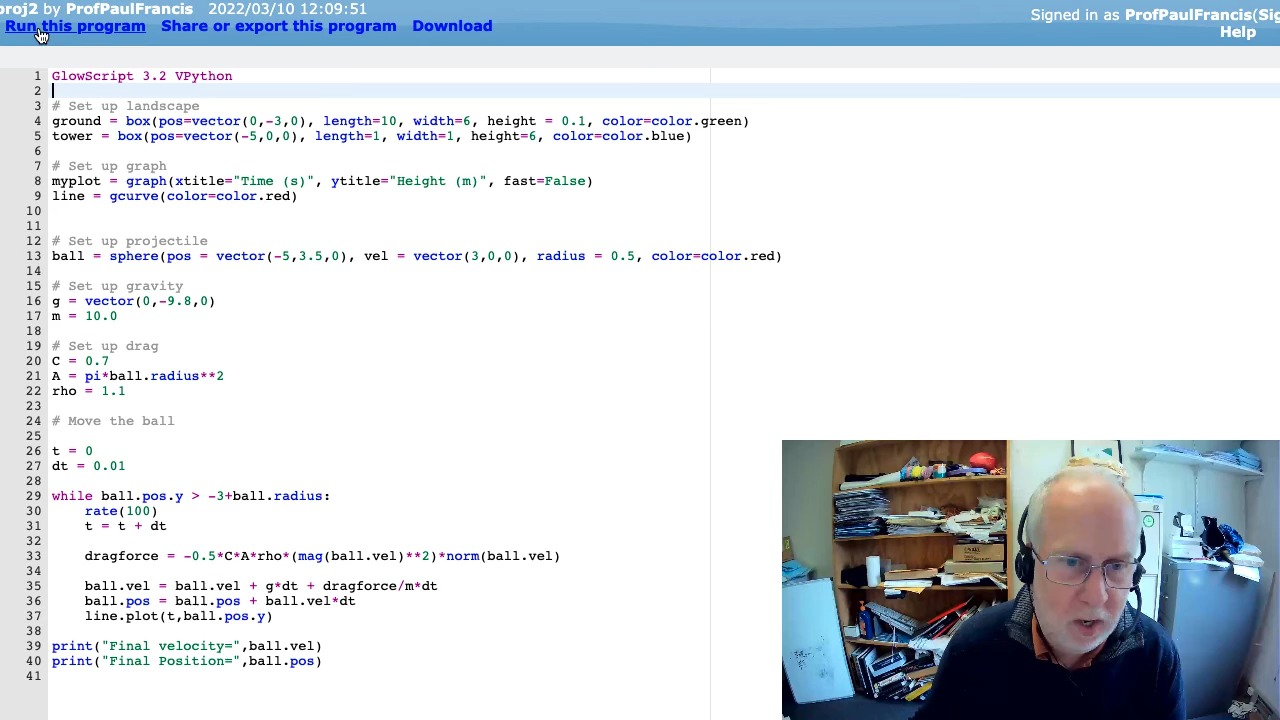 proj2 by ProfPaulFrancis 2022/03/10 12:09:51
Signed in as ProfPaulFrancis(Sig
Run this program Share or export this program Download
Help
1 GlowScript 3.2 VPython
2
3 # Set up landscape
4 ground = box(pos=vector(0,-3,0), length=10, width=6, height = 0.1, color=color.green)
5 tower = box(pos=vector(-5,0,0), length=1, width=1, height=6, color=color.blue)
6
7 # Set up graph
8 myplot = graph(xtitle="Time (s)", ytitle="Height (m)", fast=False)
9 line = gcurve(color=color.red)
10
11
12 # Set up projectile
13 ball = sphere(pos = vector(-5,3.5,0), vel = vector(3,0,0), radius = 0.5, color=color.red)
14
15 # Set up gravity
16 g = vector(0,-9.8,0)
17 m = 10.0
18
19 # Set up drag
20 C = 0.7
21 A = pi*ball.radius**2
22 rho = 1.1
23
24 # Move the ball
25
26 t = 0
27 dt = 0.01
28
29 while ball.pos.y > -3+ball.radius:
30 rate(100)
31 t = t + dt
32
33 dragforce = -0.5*C*A*rho*(mag(ball.vel)**2)*norm(ball.vel)
34
35 ball.vel = ball.vel + g*dt + dragforce/m*dt
36 ball.pos = ball.pos + ball.vel*dt
37 line.plot(t,ball.pos.y)
38
39 print("Final velocity=",ball.vel)
40 print("Final Position=",ball.pos)
41